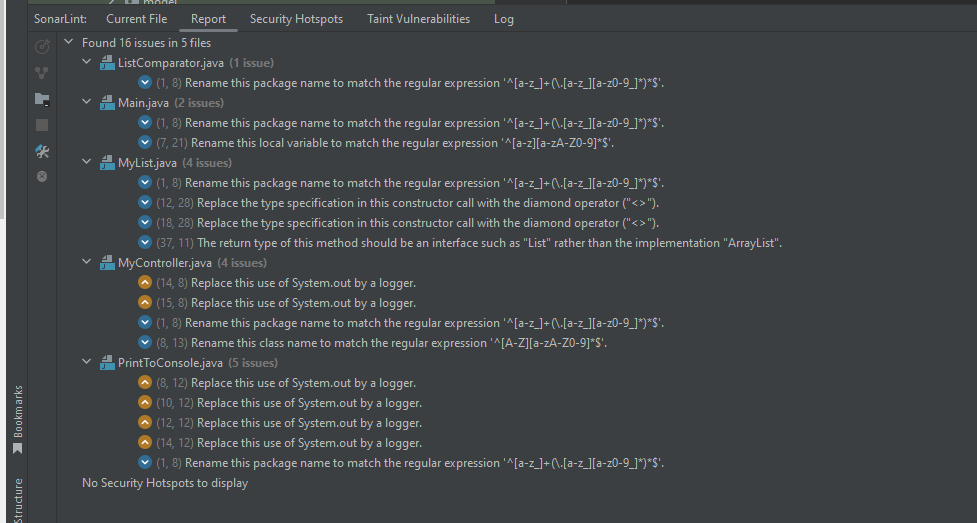 model
SonarLint: Current File Report Security Hotspots Taint Vulnerabilities Log
Found 16 issues in 5 files
ListComparator.java (1 issue)
(1, 8) Rename this package name to match the regular expression '^[a-z_]+(\.[a-z_][a-z0-9_]*)*$'.
Main.java (2 issues)
(1, 8) Rename this package name to match the regular expression '^[a-z_]+(\.[a-z_][a-z0-9_]*)*$'.
(7, 21) Rename this local variable to match the regular expression '^[a-z][a-zA-Z0-9]*$'.
MyList.java (4 issues)
(1, 8) Rename this package name to match the regular expression '^[a-z_]+(\.[a-z_][a-z0-9_]*)*$'.
(12, 28) Replace the type specification in this constructor call with the diamond operator ("<>").
(18, 28) Replace the type specification in this constructor call with the diamond operator ("<>").
(37, 11) The return type of this method should be an interface such as "List" rather than the implementation "ArrayList".
MyController.java (4 issues)
(14, 8) Replace this use of System.out by a logger.
(15, 8) Replace this use of System.out by a logger.
(1, 8) Rename this package name to match the regular expression '^[a-z_]+(\.[a-z_][a-z0-9_]*)*$'.
(8, 13) Rename this class name to match the regular expression '^[A-Z][a-zA-Z0-9]*$'.
PrintToConsole.java (5 issues)
(8, 12) Replace this use of System.out by a logger.
(10, 12) Replace this use of System.out by a logger.
(12, 12) Replace this use of System.out by a logger.
(14, 12) Replace this use of System.out by a logger.
(1, 8) Rename this package name to match the regular expression '^[a-z_]+(\.[a-z_][a-z0-9_]*)*$'.
No Security Hotspots to display
Bookmarks
Structure